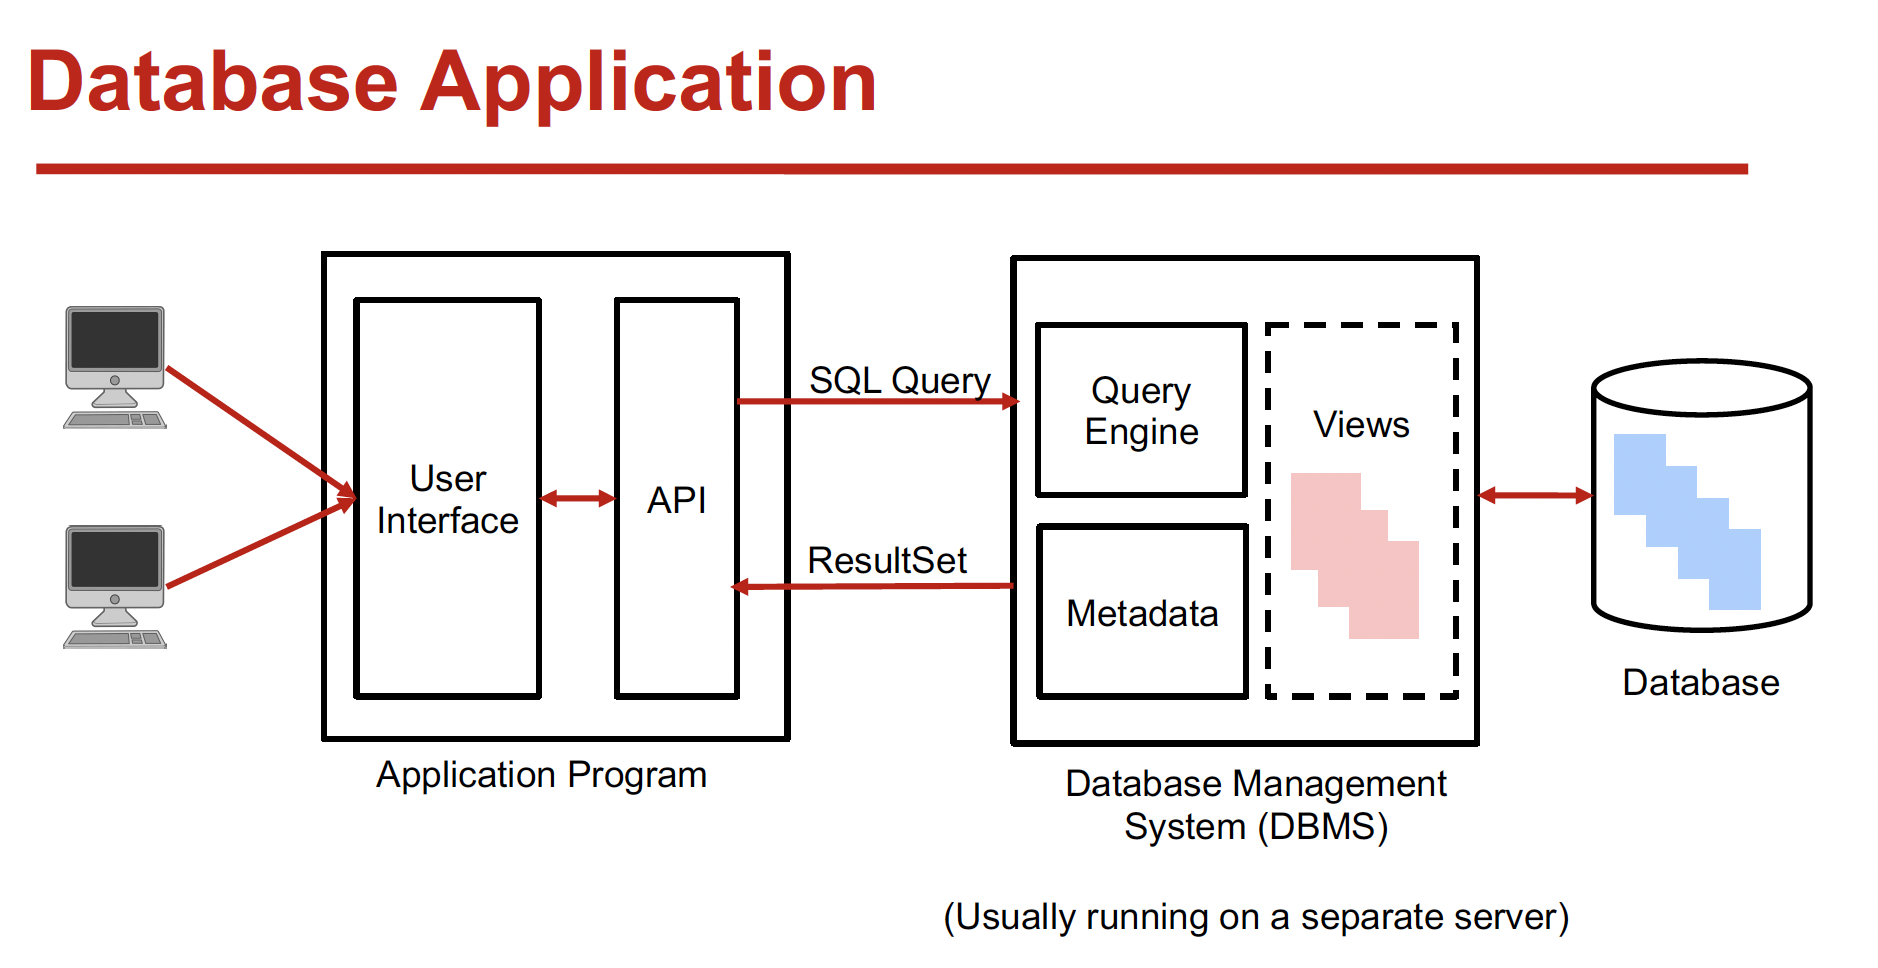 Database Application
SQL Query
Query
Engine
Views
User
Interface
API
ResultSet
Metadata
Database
Application Program
Database Management
System (DBMS)
(Usually running on a separate server)